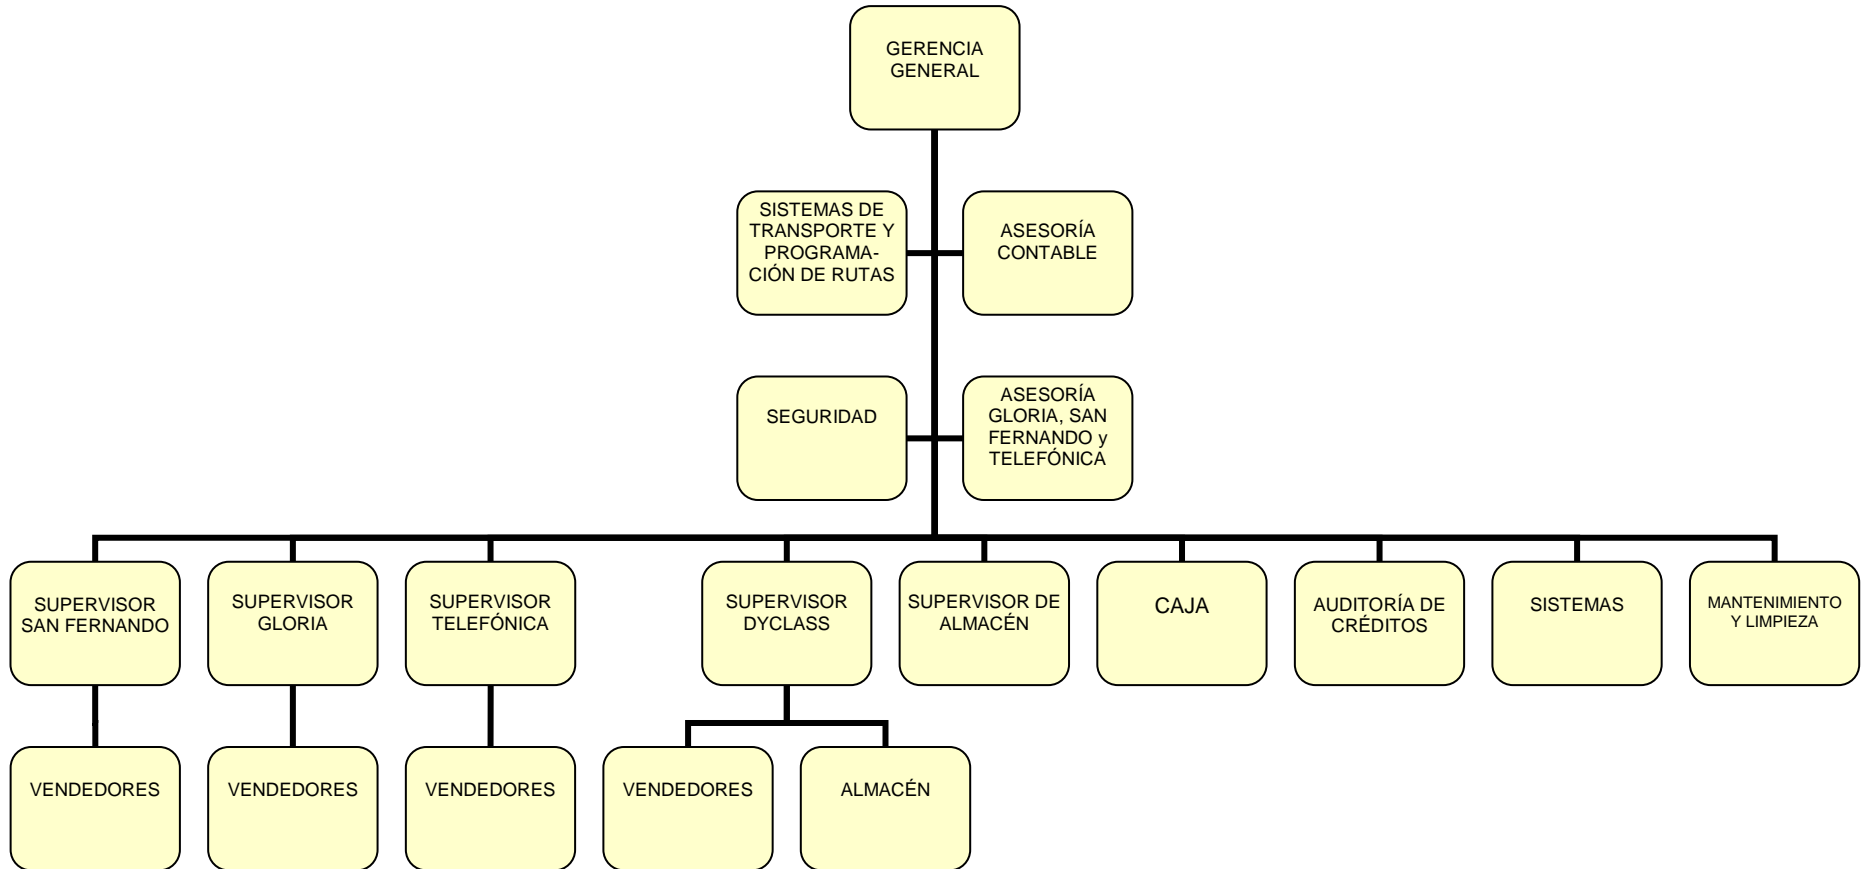 GERENCIA
GENERAL
SISTEMAS DE
TRANSPORTE Y
PROGRAMA-
CIÓN DE RUTAS
ASESORÍA
CONTABLE
SEGURIDAD
ASESORÍA
GLORIA, SAN
FERNANDO y
TELEFÓNICA
SUPERVISOR
SAN FERNANDO
SUPERVISOR
GLORIA
SUPERVISOR
TELEFÓNICA
SUPERVISOR
DYCLASS
SUPERVISOR DE
ALMACÉN
CAJA
AUDITORÍA DE
CRÉDITOS
SISTEMAS
MANTENIMIENTO
Y LIMPIEZA
VENDEDORES
VENDEDORES
VENDEDORES
VENDEDORES
ALMACÉN